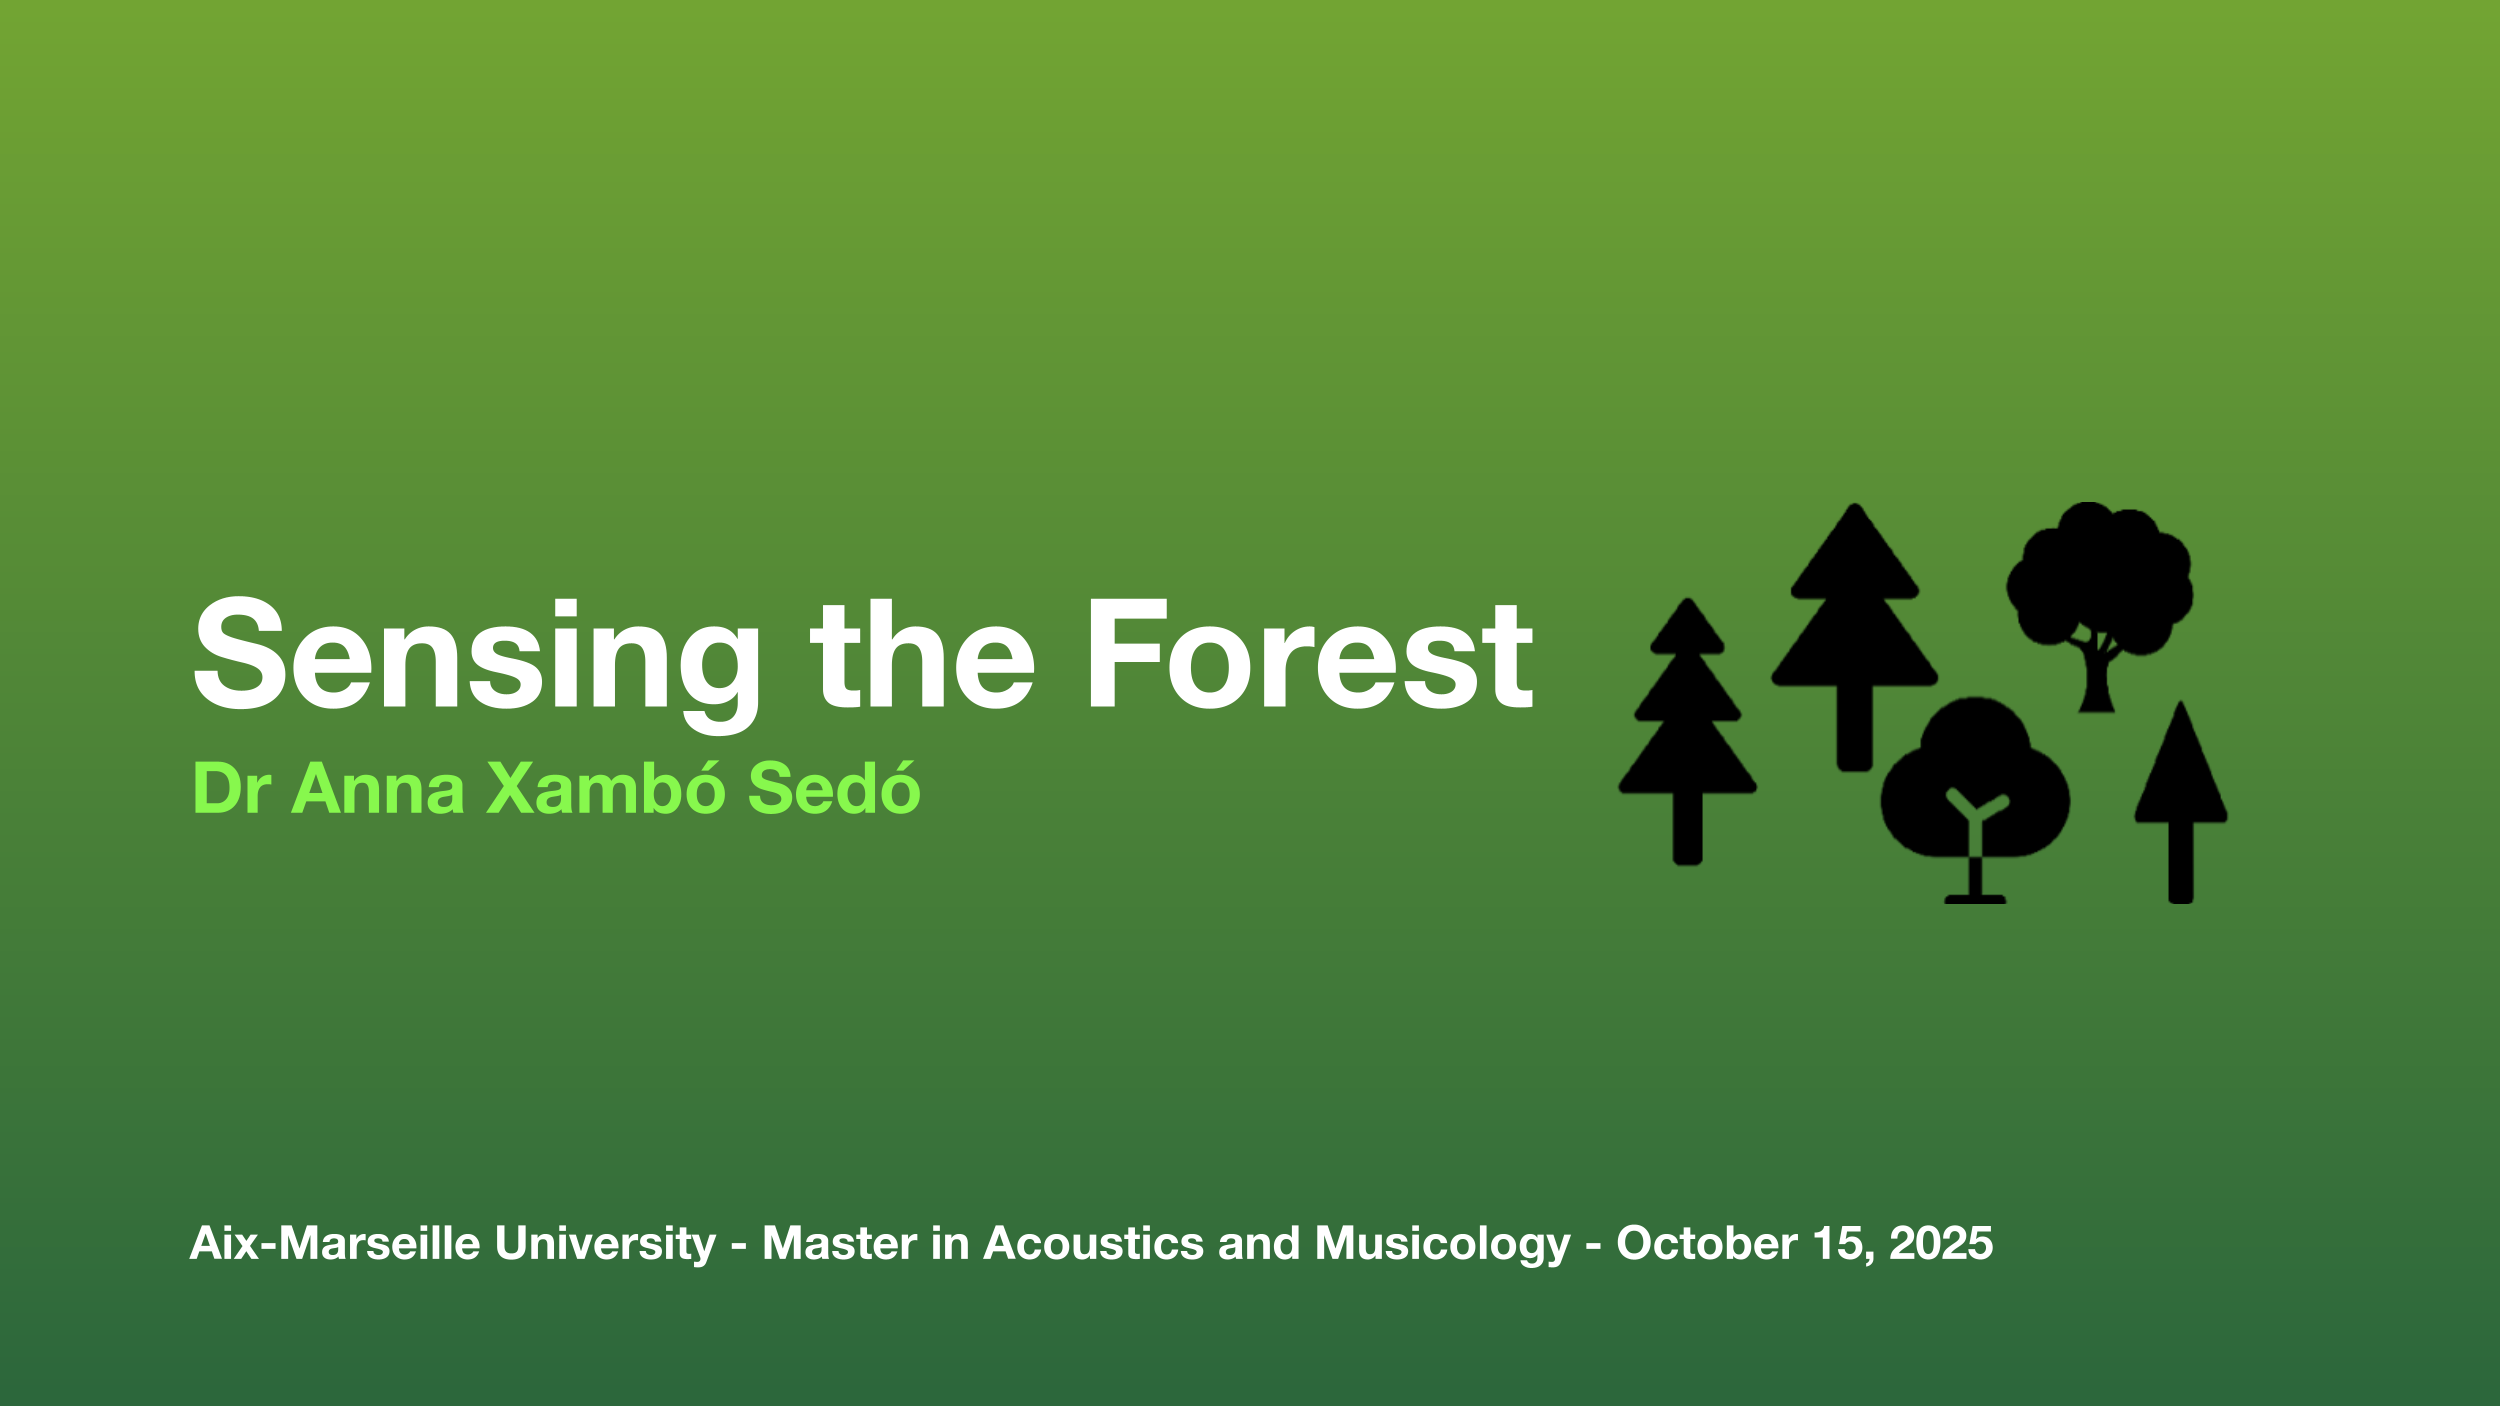 Sensing the Forest
Dr Anna Xambó Sedó
Aix-Marseille University - Master in Acoustics and Musicology - October 15, 2025